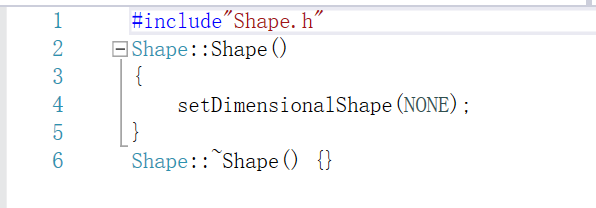 1 #include"Shape.h"
2 Shape::Shape()
3 {
4 setDimensionalShape(NONE);
5 }
6 Shape::~Shape() {}